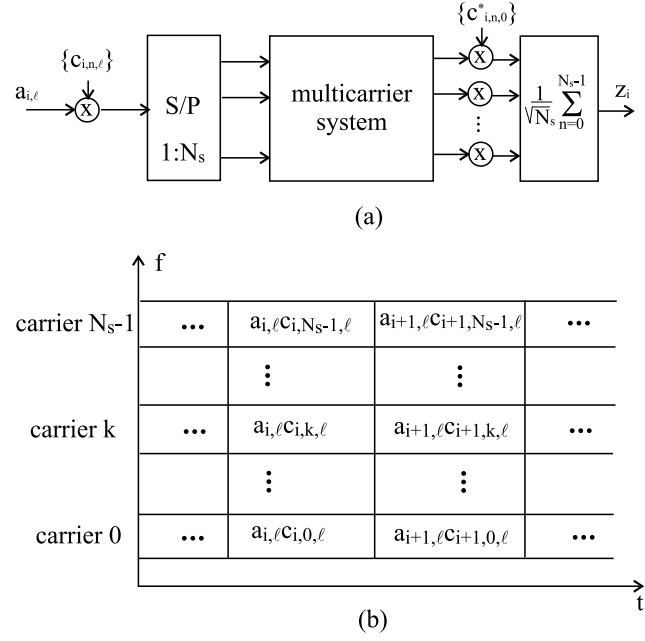 {c*i,n,0}
{ci,n,ℓ}
ai,ℓ
X
S/P
1:Ns
multicarrier
system
X
X
...
X
1/√Ns Ns-1 ∑ n=0
zi
(a)
f
carrier Ns-1
... ai,ℓci,Ns-1,ℓ ai+1,ℓci+1,Ns-1,ℓ ...
⋮ ⋮
carrier k
... ai,ℓci,k,ℓ ai+1,ℓci+1,k,ℓ ...
⋮ ⋮
carrier 0
... ai,ℓci,0,ℓ ai+1,ℓci+1,0,ℓ ...
t
(b)